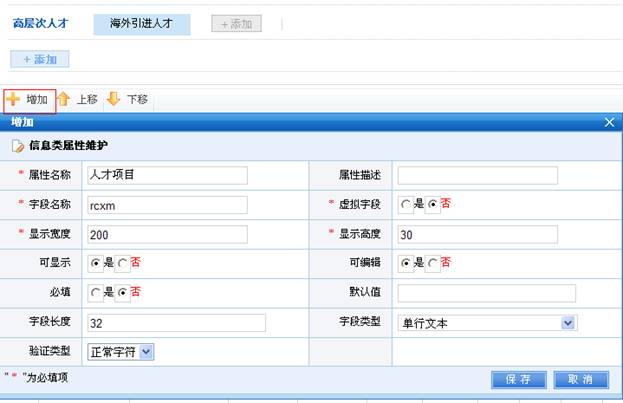 高层次人才 海外引进人才 +添加
+添加
增加 上移 下移
增加
信息类属性维护
* 属性名称 人才项目 属性描述
* 字段名称 rcxm * 虚拟字段 是 否
* 显示宽度 200 * 显示高度 30
可显示 是 否 可编辑 是 否
必填 是 否 默认值
字段长度 32 字段类型 单行文本
验证类型 正常字符
" * "为必填项 保存 取消